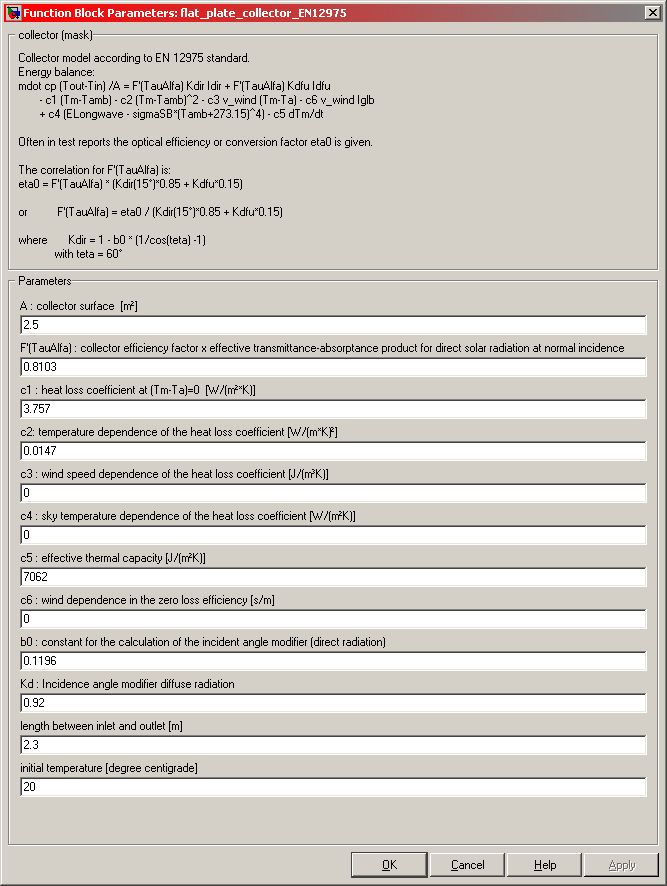 Function Block Parameters: flat_plate_collector_EN12975
collector (mask)
Collector model according to EN 12975 standard.
Energy balance:
mdot cp (Tout-Tin) /A = F'(TauAlfa) Kdir Idir + F'(TauAlfa) Kdfu Idfu
- c1 (Tm-Tamb) - c2 (Tm-Tamb)^2 - c3 v_wind (Tm-Ta) - c6 v_wind Iglb
+ c4 (ELongwave - sigmaSB*(Tamb+273.15)^4) - c5 dTm/dt
Often in test reports the optical efficiency or conversion factor eta0 is given.
The correlation for F'(TauAlfa) is:
eta0 = F'(TauAlfa) * (Kdir(15°)*0.85 + Kdfu*0.15)
or F'(TauAlfa) = eta0 / (Kdir(15°)*0.85 + Kdfu*0.15)
where Kdir = 1 - b0 * (1/cos(teta) -1)
with teta = 60°
Parameters
A : collector surface [m²]
2.5
F'(TauAlfa) : collector efficiency factor x effective transmittance-absorptance product for direct solar radiation at normal incidence
0.8103
c1 : heat loss coefficient at (Tm-Ta)=0 [W/(m²*K)]
3.757
c2: temperature dependence of the heat loss coefficient [W/(m*K)²]
0.0147
c3 : wind speed dependence of the heat loss coefficient [J/(m³K)]
0
c4 : sky temperature dependence of the heat loss coefficient [W/(m²K)]
0
c5 : effective thermal capacity [J/(m²K)]
7062
c6 : wind dependence in the zero loss efficiency [s/m]
0
b0 : constant for the calculation of the incident angle modifier (direct radiation)
0.1196
Kd : Incidence angle modifier diffuse radiation
0.92
length between inlet and outlet [m]
2.3
initial temperature [degree centigrade]
20
OK
Cancel
Help
Apply